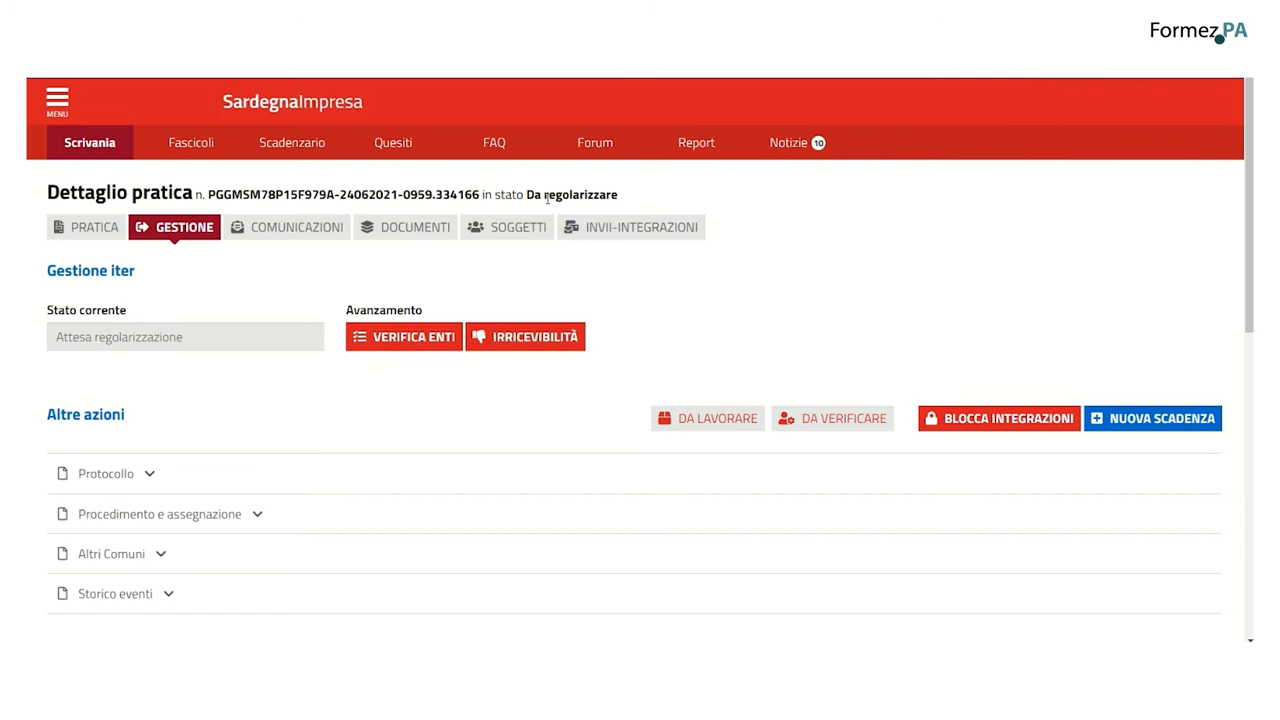 Formez PA
MENU
SardegnaImpresa
Scrivania Fascicoli Scadenzario Quesiti FAQ Forum Report Notizie 10
Dettaglio pratica n. PGGMSM78P15F979A-24062021-0959.334166 in stato Da regolarizzare
PRATICA GESTIONE COMUNICAZIONI DOCUMENTI SOGGETTI INVII-INTEGRAZIONI
Gestione iter
Stato corrente Avanzamento
Attesa regolarizzazione VERIFICA ENTI IRRICEVIBILITÀ
Altre azioni DA LAVORARE DA VERIFICARE BLOCCA INTEGRAZIONI NUOVA SCADENZA
Protocollo
Procedimento e assegnazione
Altri Comuni
Storico eventi